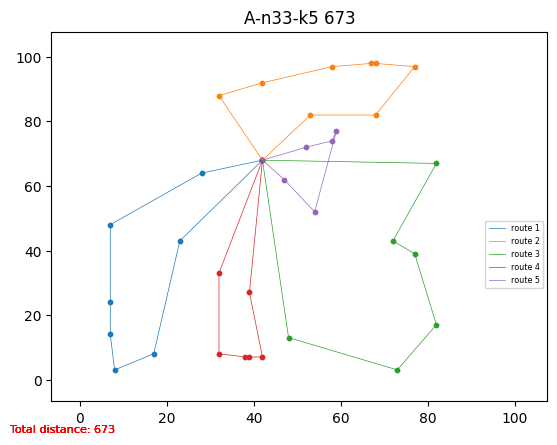 A-n33-k5 673
100
80
60
40
20
0
route 1
route 2
route 3
route 4
route 5
0 20 40 60 80 100
Total distance: 673